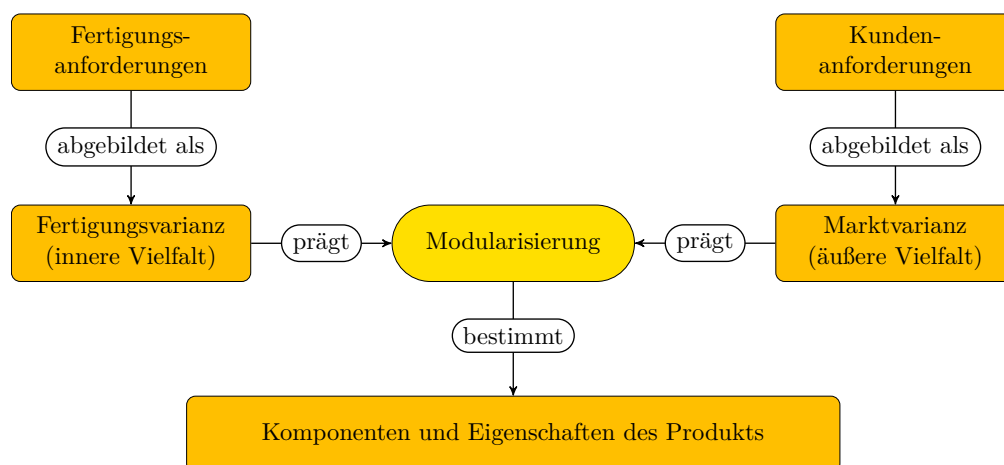 Fertigungs-
anforderungen
Kunden-
anforderungen
abgebildet als
abgebildet als
Fertigungsvarianz
(innere Vielfalt)
prägt
Modularisierung
prägt
Marktvarianz
(äußere Vielfalt)
bestimmt
Komponenten und Eigenschaften des Produkts